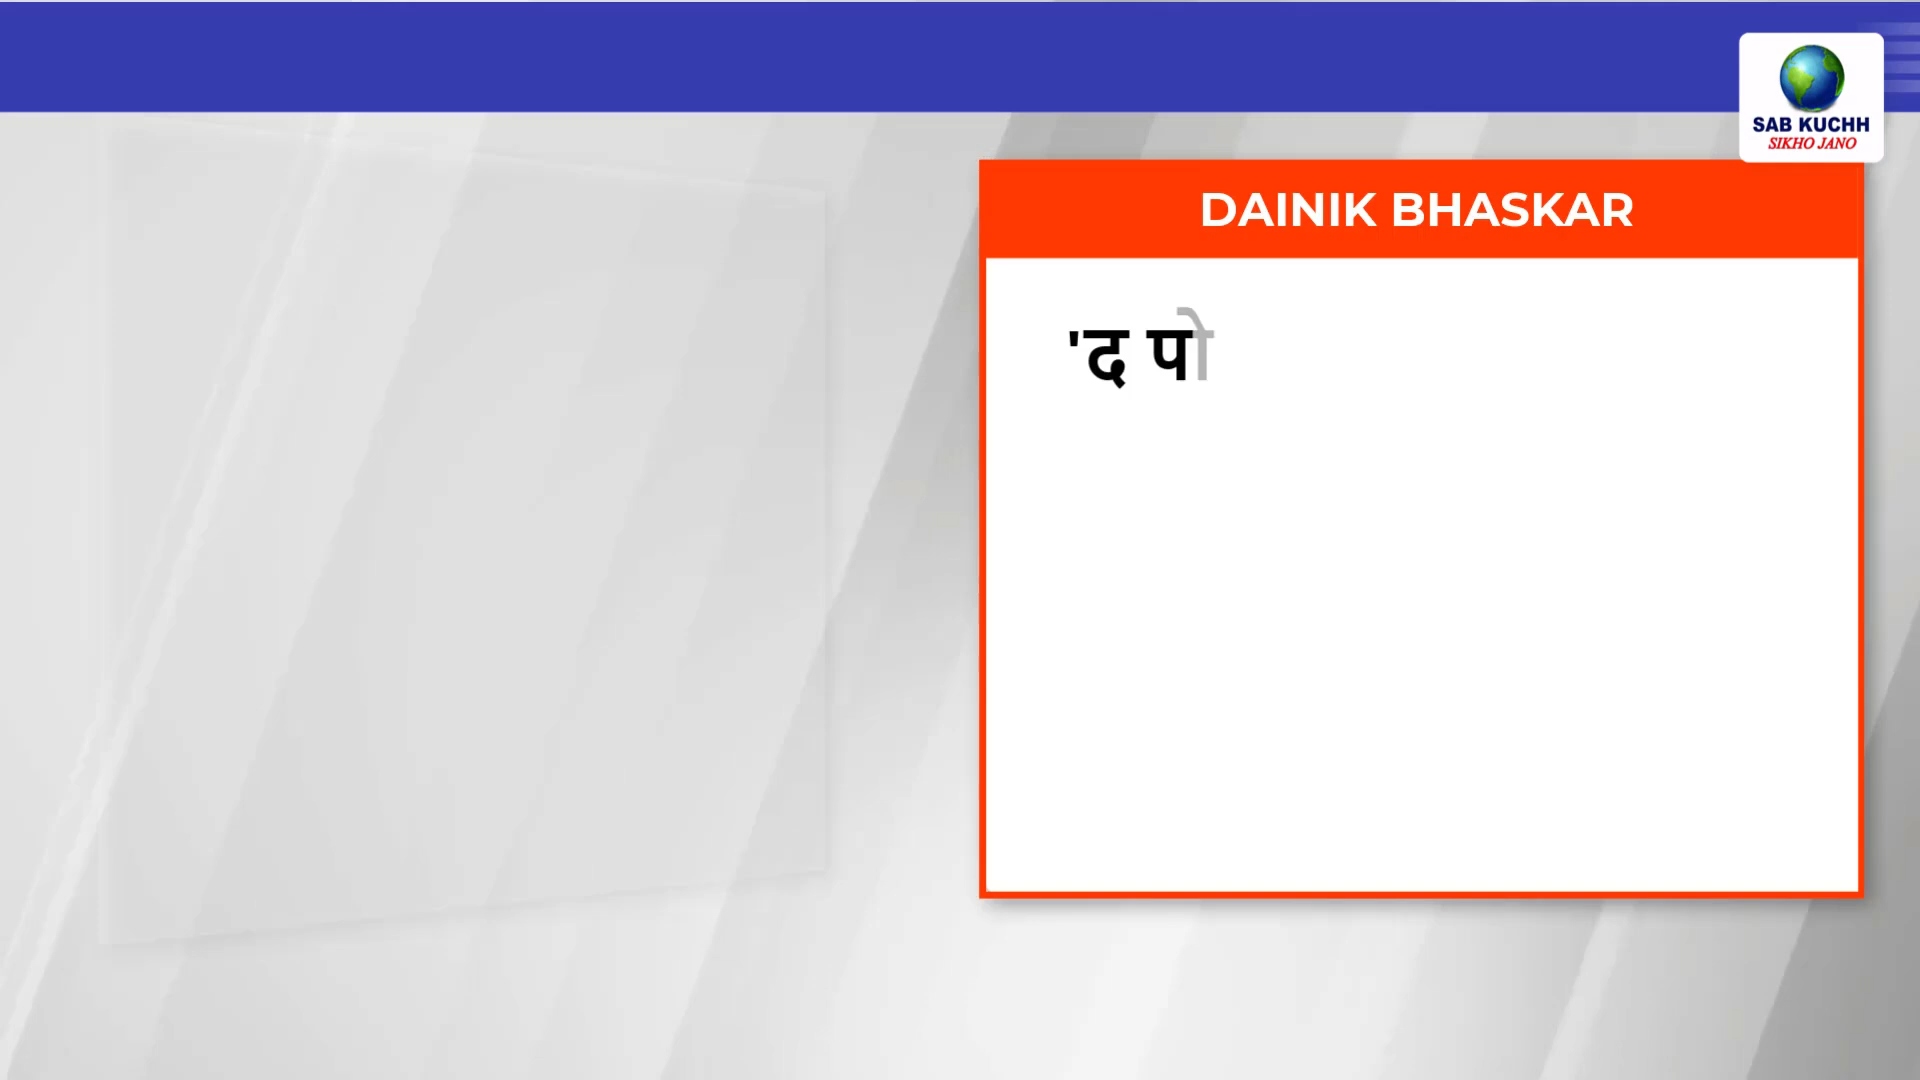 SAB KUCHH
SIKHO JANO
DAINIK BHASKAR
'द पो